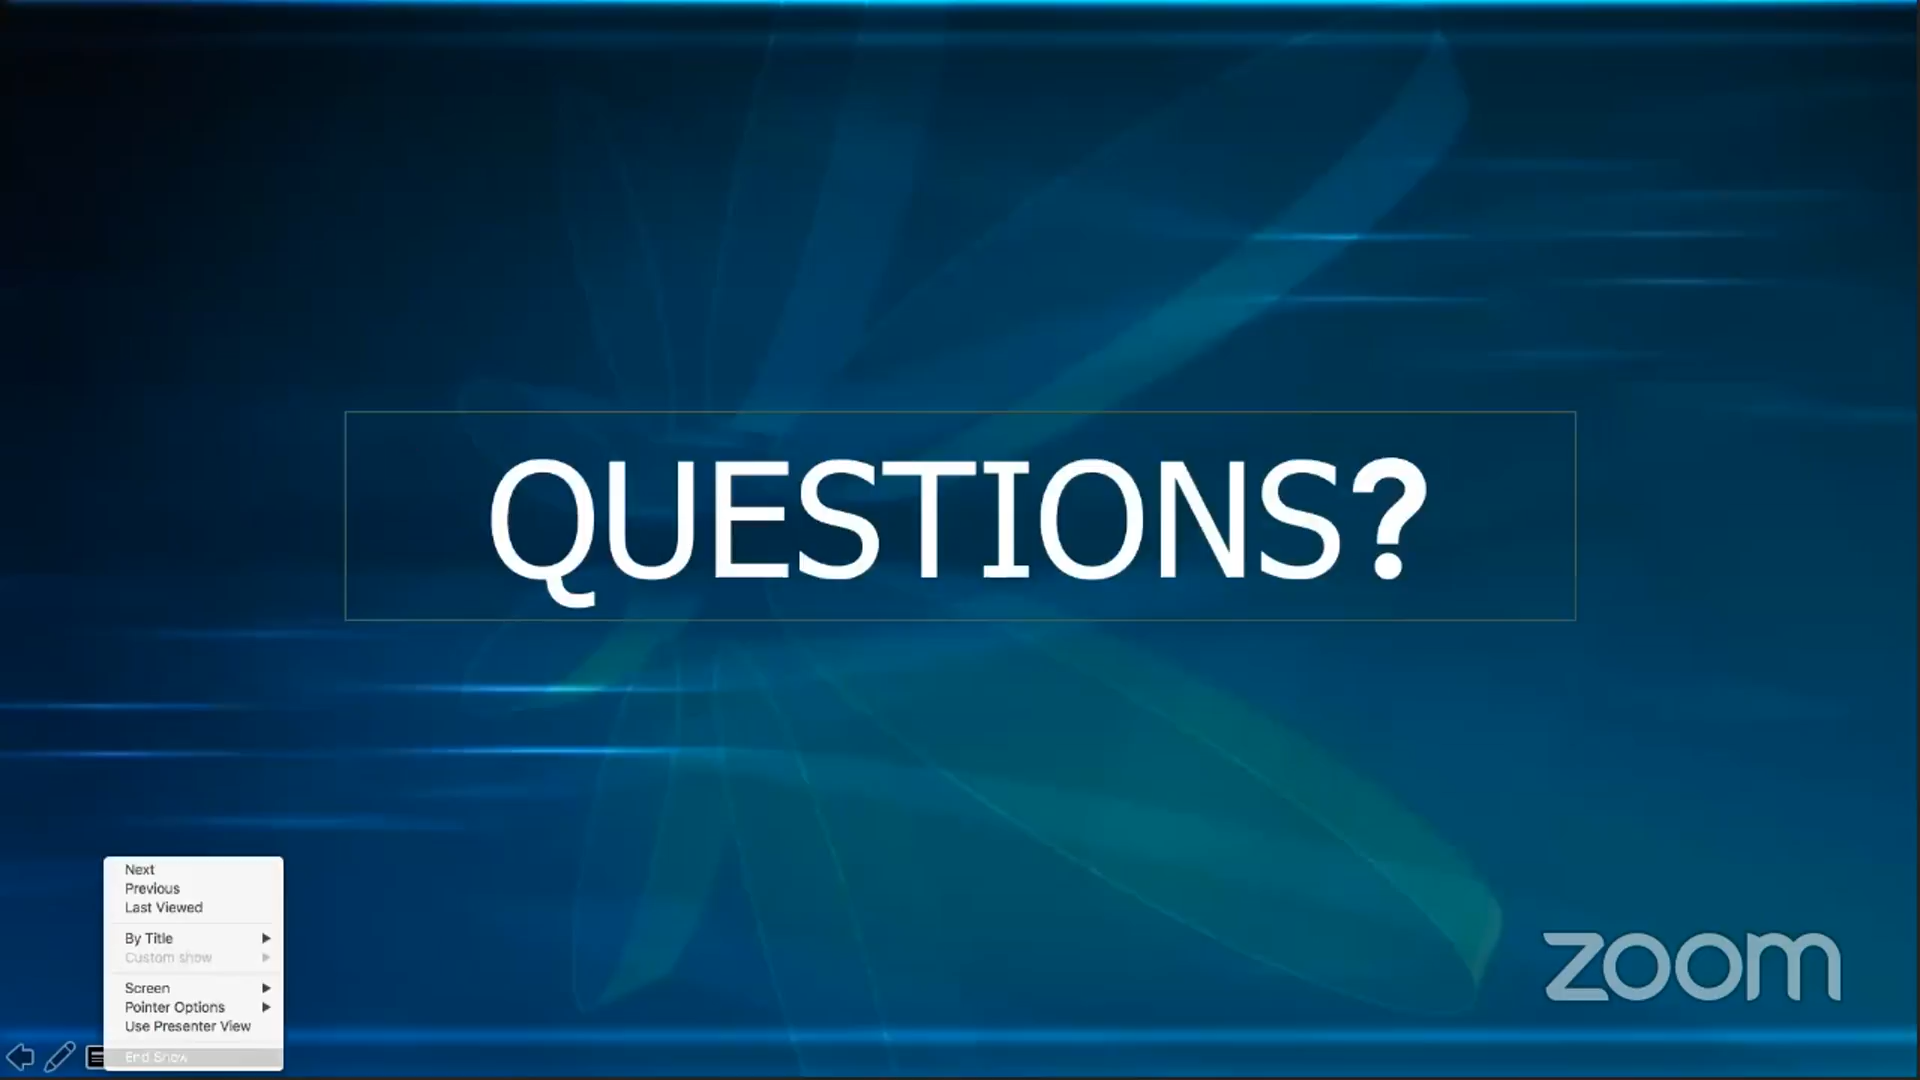 QUESTIONS?
Next
Previous
Last Viewed
By Title
Custom show
Screen
Pointer Options
Use Presenter View
End Show
zoom